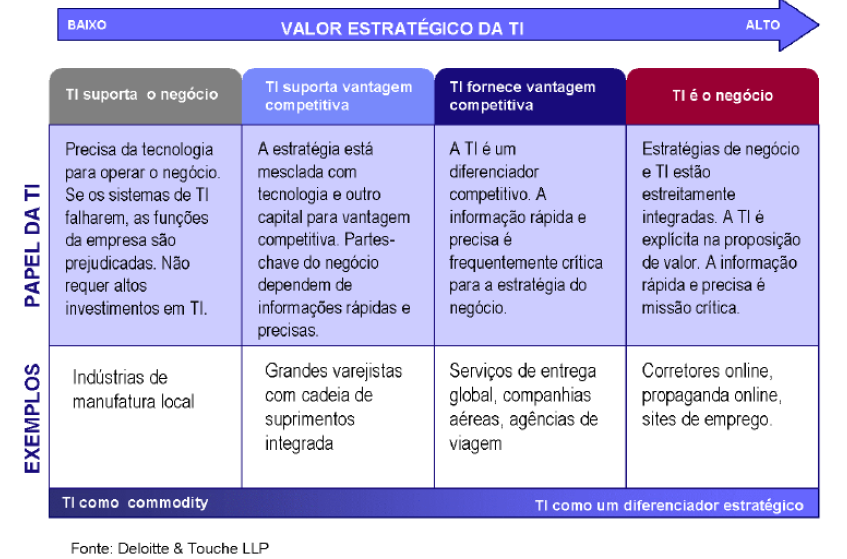 BAIXO
VALOR ESTRATÉGICO DA TI
ALTO
TI suporta o negócio
TI suporta vantagem
competitiva
TI fornece vantagem
competitiva
TI é o negócio
PAPEL DA TI
Precisa da tecnologia
para operar o negócio.
Se os sistemas de TI
falharem, as funções
da empresa são
prejudicadas. Não
requer altos
investimentos em TI.
A estratégia está
mesclada com
tecnologia e outro
capital para vantagem
competitiva. Partes-
chave do negócio
dependem de
informações rápidas e
precisas.
A TI é um
diferenciador
competitivo. A
informação rápida e
precisa é
frequentemente crítica
para a estratégia do
negócio.
Estratégias de negócio
e TI estão
estreitamente
integradas. A TI é
explícita na proposição
de valor. A informação
rápida e precisa é
missão crítica.
EXEMPLOS
Indústrias de
manufatura local
Grandes varejistas
com cadeia de
suprimentos
integrada
Serviços de entrega
global, companhias
aéreas, agências de
viagem
Corretores online,
propaganda online,
sites de emprego.
TI como commodity
TI como um diferenciador estratégico
Fonte: Deloitte & Touche LLP